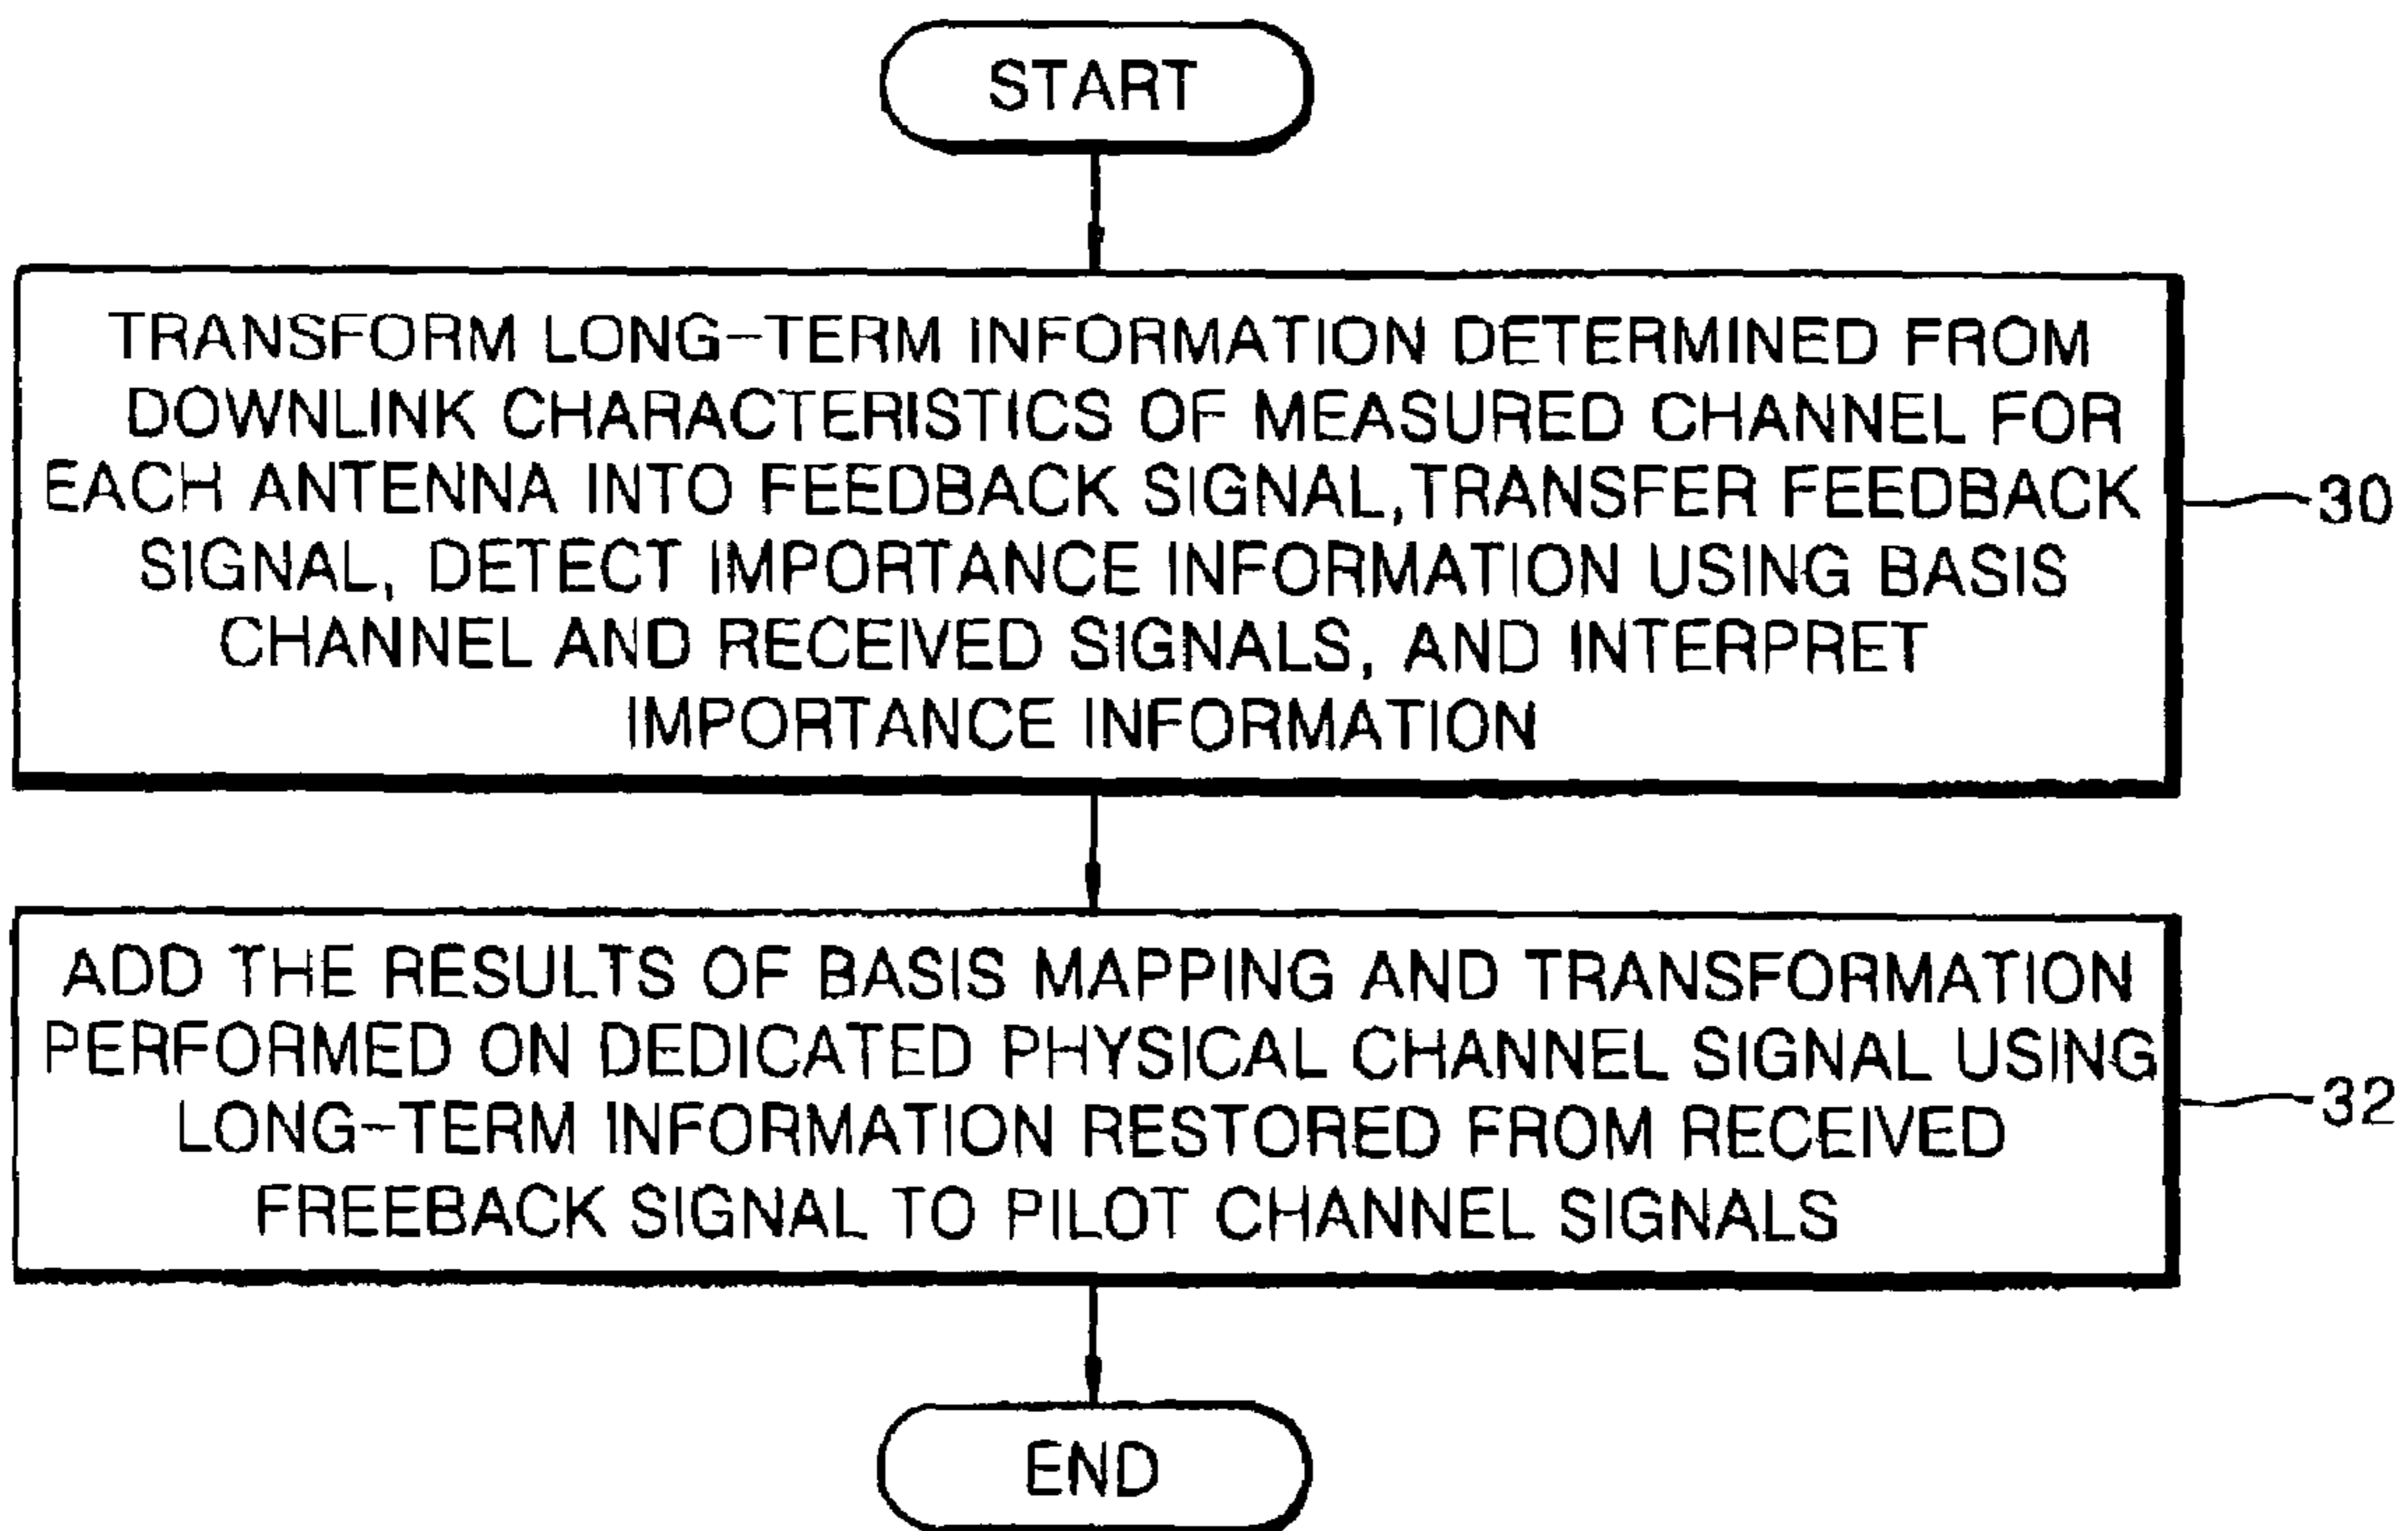 START
TRANSFORM LONG-TERM INFORMATION DETERMINED FROM
DOWNLINK CHARACTERISTICS OF MEASURED CHANNEL FOR
EACH ANTENNA INTO FEEDBACK SIGNAL,TRANSFER FEEDBACK
SIGNAL, DETECT IMPORTANCE INFORMATION USING BASIS
CHANNEL AND RECEIVED SIGNALS, AND INTERPRET
IMPORTANCE INFORMATION
30
ADD THE RESULTS OF BASIS MAPPING AND TRANSFORMATION
PERFORMED ON DEDICATED PHYSICAL CHANNEL SIGNAL USING
LONG-TERM INFORMATION RESTORED FROM RECEIVED
FREEBACK SIGNAL TO PILOT CHANNEL SIGNALS
32
END